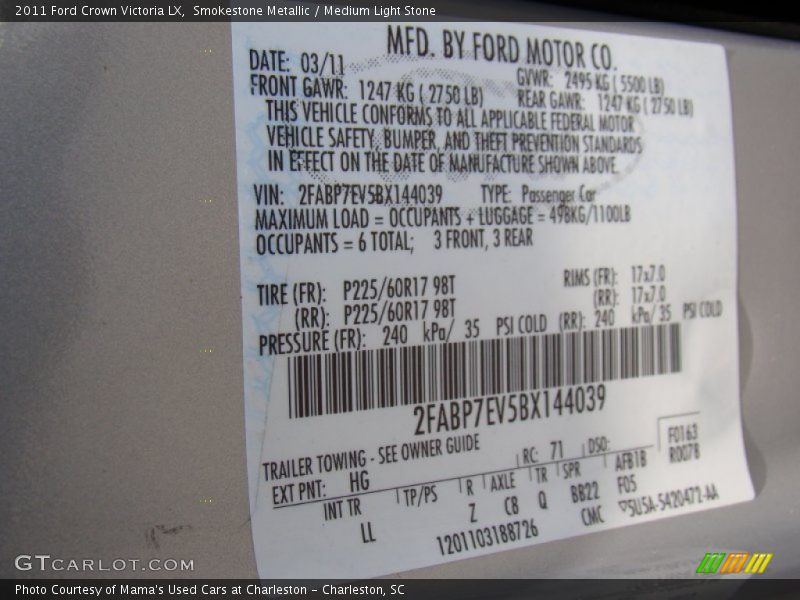 2011 Ford Crown Victoria LX, Smokestone Metallic / Medium Light Stone
MFD. BY FORD MOTOR CO.
DATE: 03/11 GVWR: 2495 KG ( 5500 LB)
FRONT GAWR: 1247 KG ( 2750 LB) REAR GAWR: 1247 KG ( 2750 LB)
THIS VEHICLE CONFORMS TO ALL APPLICABLE FEDERAL MOTOR
VEHICLE SAFETY, BUMPER, AND THEFT PREVENTION STANDARDS
IN EFFECT ON THE DATE OF MANUFACTURE SHOWN ABOVE.
VIN: 2FABP7EV5BX144039 TYPE: Passenger Car
MAXIMUM LOAD = OCCUPANTS + LUGGAGE = 498KG/1100LB
OCCUPANTS = 6 TOTAL; 3 FRONT, 3 REAR
TIRE (FR): P225/60R17 98T RIMS (FR): 17x7.0
(RR): P225/60R17 98T (RR): 17x7.0
PRESSURE (FR): 240 kPa/ 35 PSI COLD (RR): 240 kPa/ 35 PSI COLD
2FABP7EV5BX144039
TRAILER TOWING - SEE OWNER GUIDE RC: 71 DSO: F0163
EXT PNT: HG R0078
INT TR TP/PS R AXLE TR SPR AFB1B
LL Z C8 Q BB22 F05
1201103188726 CMC 5U5A-5420472-AA
GTCARLOT.COM
Photo Courtesy of Mama's Used Cars at Charleston - Charleston, SC